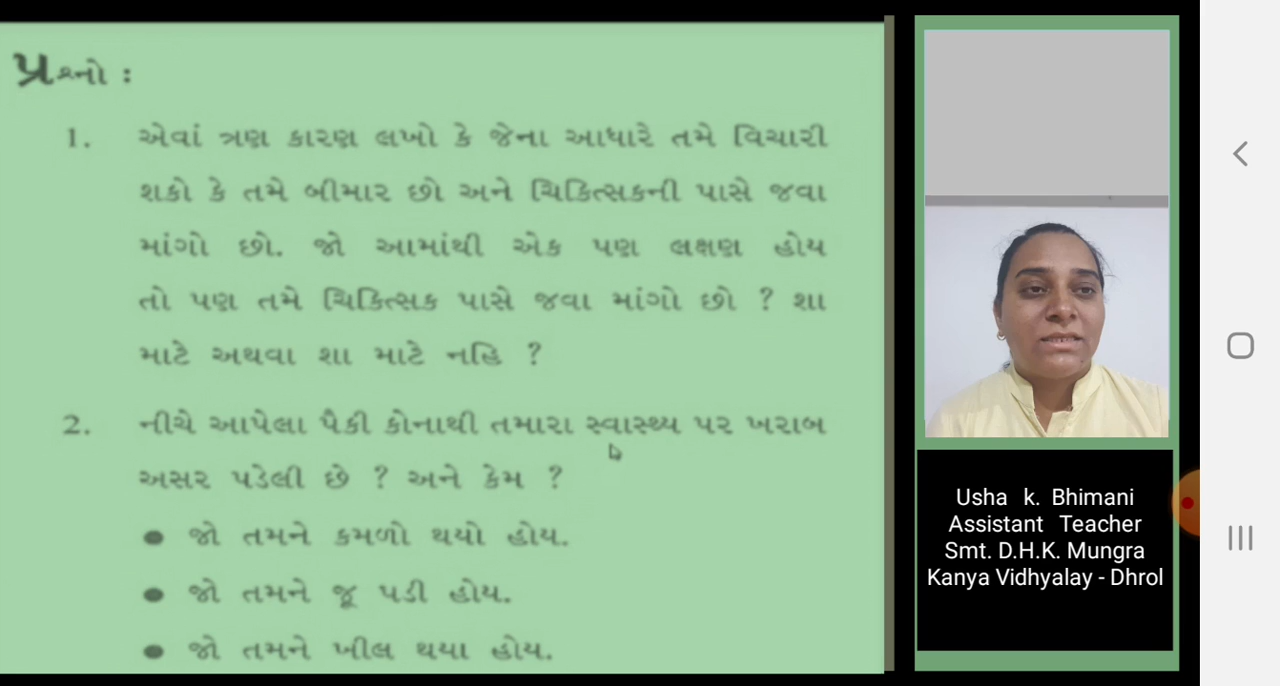 પ્રશ્નો :
1. એવાં ત્રણ કારણ લખો કે જેના આધારે તમે વિચારી
શકો કે તમે બીમાર છો અને ચિકિત્સકની પાસે જવા
માંગો છો. જો આમાંથી એક પણ લક્ષણ હોય
તો પણ તમે ચિકિત્સક પાસે જવા માંગો છો ? શા
માટે અથવા શા માટે નહિ ?
2. નીચે આપેલા પૈકી કોનાથી તમારા સ્વાસ્થ્ય પર ખરાબ
અસર પડેલી છે ? અને કેમ ?
● જો તમને કમળો થયો હોય.
● જો તમને જૂ પડી હોય.
● જો તમને ખીલ થયા હોય.
Usha k. Bhimani
Assistant Teacher
Smt. D.H.K. Mungra
Kanya Vidhyalay - Dhrol